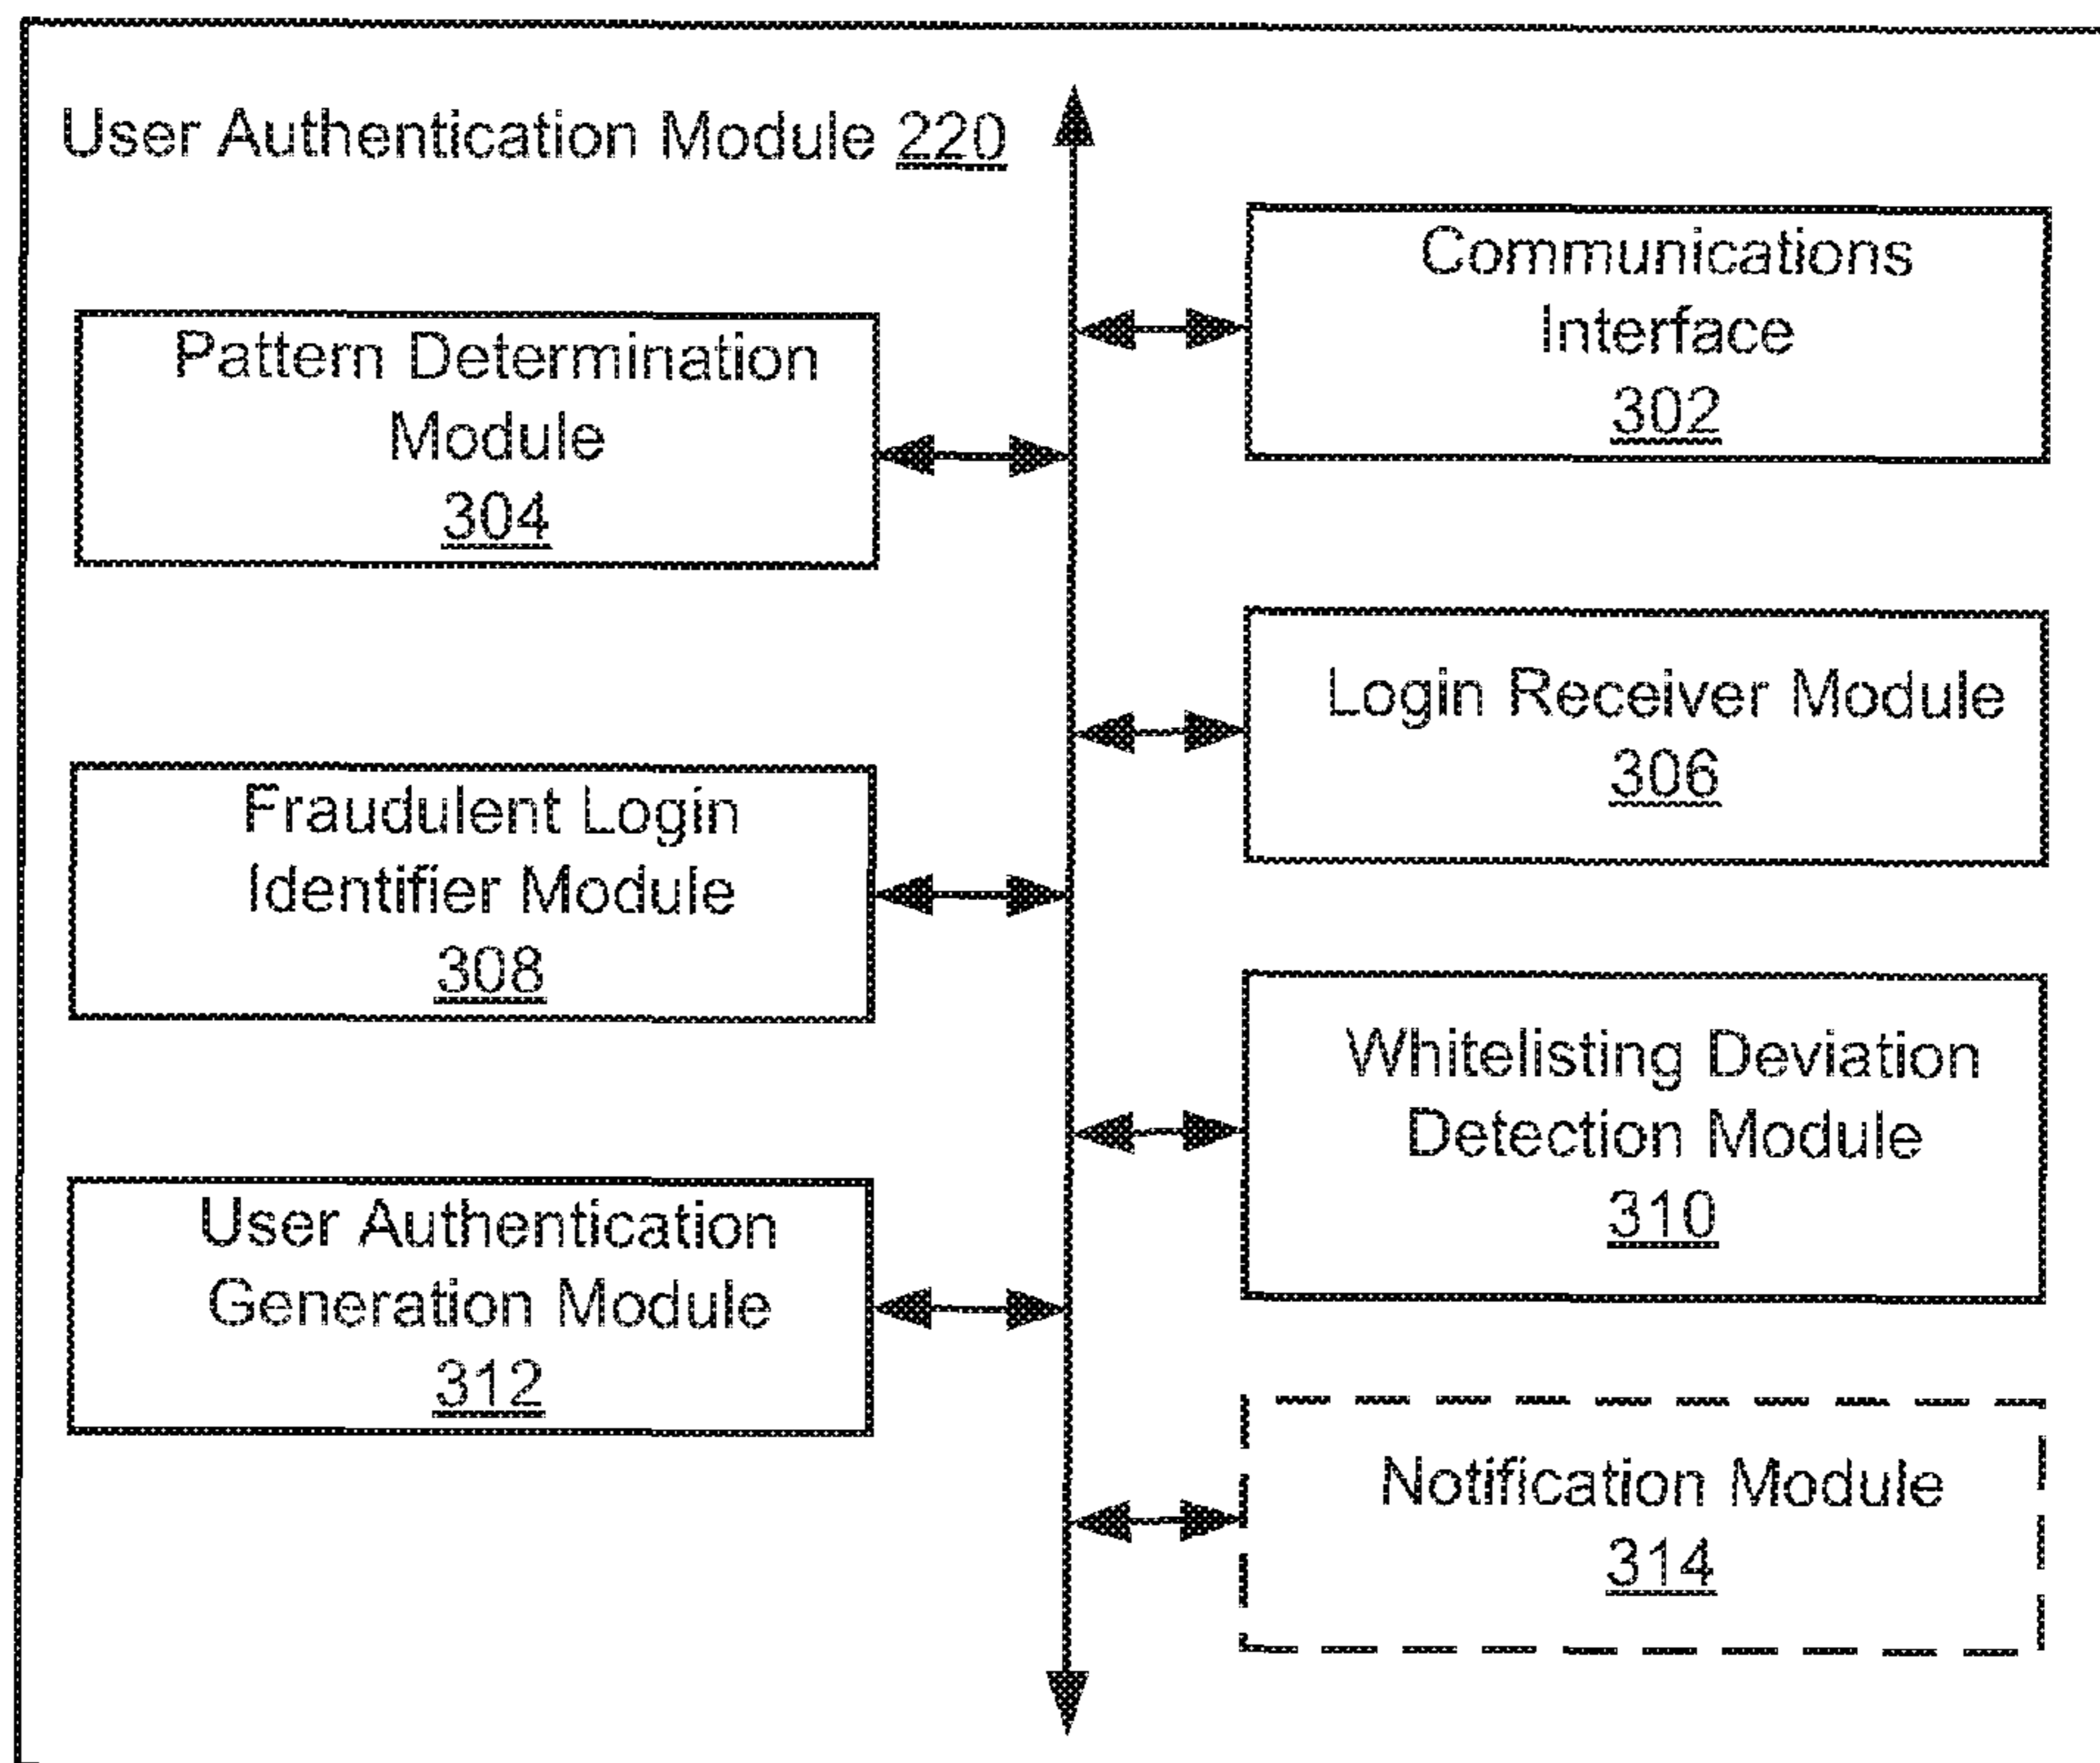 User Authentication Module 220
Communications
Interface
302
Pattern Determination
Module
304
Login Receiver Module
306
Fraudulent Login
Identifier Module
308
Whitelisting Deviation
Detection Module
310
User Authentication
Generation Module
312
Notification Module
314